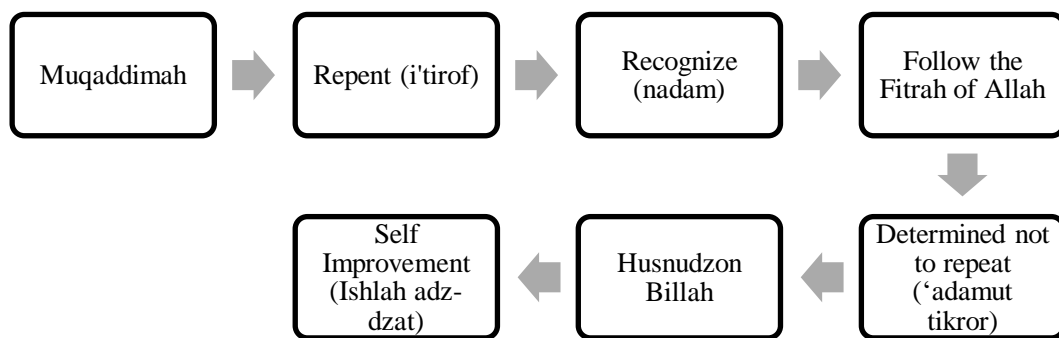 Muqaddimah
Repent (i'tirof)
Recognize
(nadam)
Follow the
Fitrah of Allah
Determined not
to repeat
(‘adamut
tikror)
Husnudzon
Billah
Self
Improvement
(Ishlah adz-
dzat)